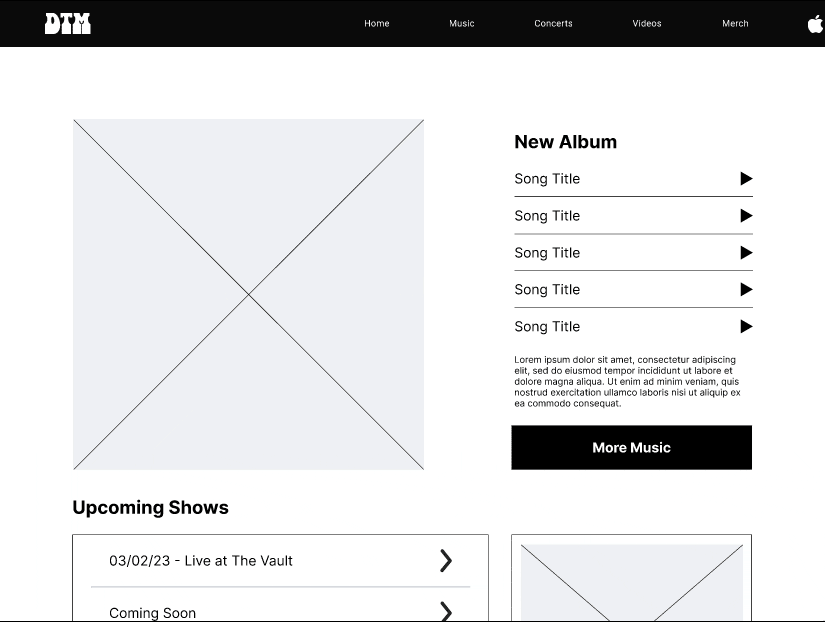 DTM
Home
Music
Concerts
Videos
Merch
New Album
Song Title
Song Title
Song Title
Song Title
Song Title
Lorem ipsum dolor sit amet, consectetur adipiscing
elit, sed do eiusmod tempor incididunt ut labore et
dolore magna aliqua. Ut enim ad minim veniam, quis
nostrud exercitation ullamco laboris nisi ut aliquip ex
ea commodo consequat.
More Music
Upcoming Shows
03/02/23 - Live at The Vault
Coming Soon